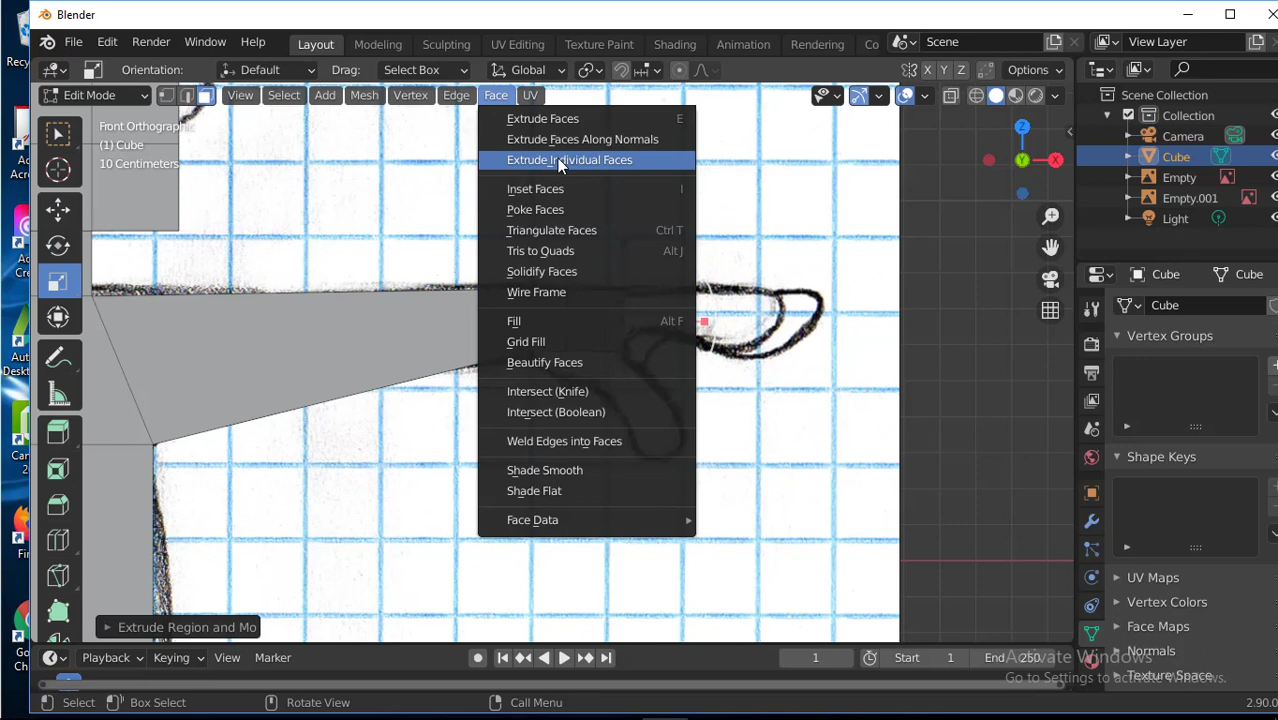 Blender
File Edit Render Window Help
Layout Modeling Sculpting UV Editing Texture Paint Shading Animation Rendering Co
Scene
View Layer
Orientation: Default Drag: Select Box Global X Y Z Options
Edit Mode View Select Add Mesh Vertex Edge Face UV
Front Orthographic
(1) Cube
10 Centimeters
Extrude Faces E
Extrude Faces Along Normals
Extrude Individual Faces
Inset Faces I
Poke Faces
Triangulate Faces Ctrl T
Tris to Quads Alt J
Solidify Faces
Wire Frame
Fill Alt F
Grid Fill
Beautify Faces
Intersect (Knife)
Intersect (Boolean)
Weld Edges into Faces
Shade Smooth
Shade Flat
Face Data
Z
Y
X
Scene Collection
Collection
Camera
Cube
Empty
Empty.001
Light
Cube Cube
Cube
Vertex Groups
Shape Keys
UV Maps
Vertex Colors
Face Maps
Normals
Texture Space
Activate Windows
Go to Settings to activate Windows.
Extrude Region and Mo
Playback Keying View Marker 1 Start 1 End 250
Select Box Select Rotate View Call Menu 2.90.0